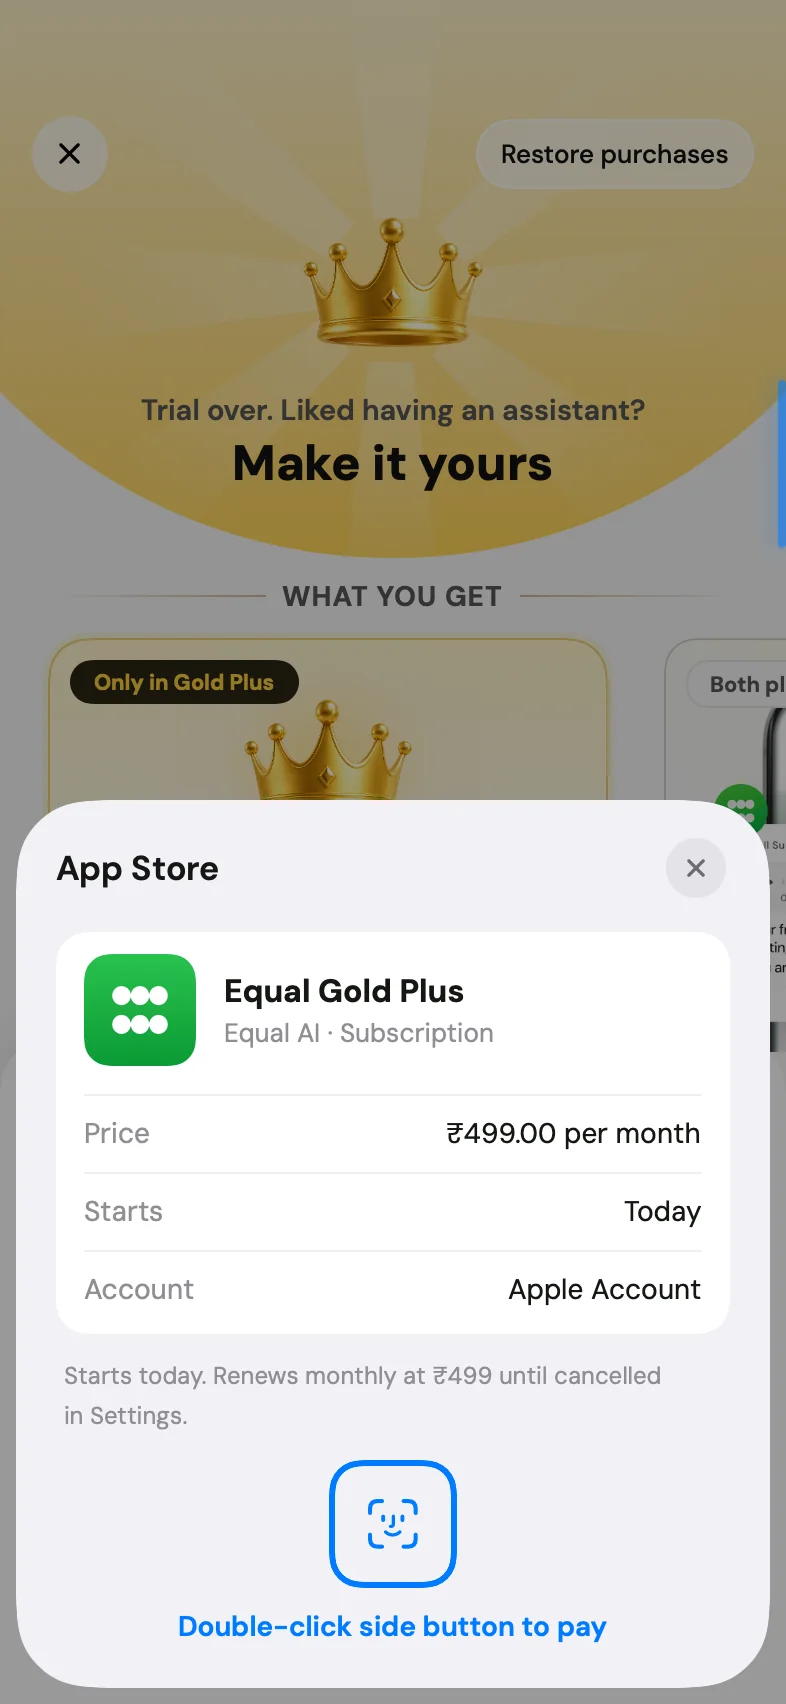 Restore purchases
Trial over. Liked having an assistant?
Make it yours
WHAT YOU GET
Only in Gold Plus
Both
App Store
Equal Gold Plus
Equal AI · Subscription
Price
₹499.00 per month
Starts
Today
Account
Apple Account
Starts today. Renews monthly at ₹499 until cancelled
in Settings.
Double-click side button to pay